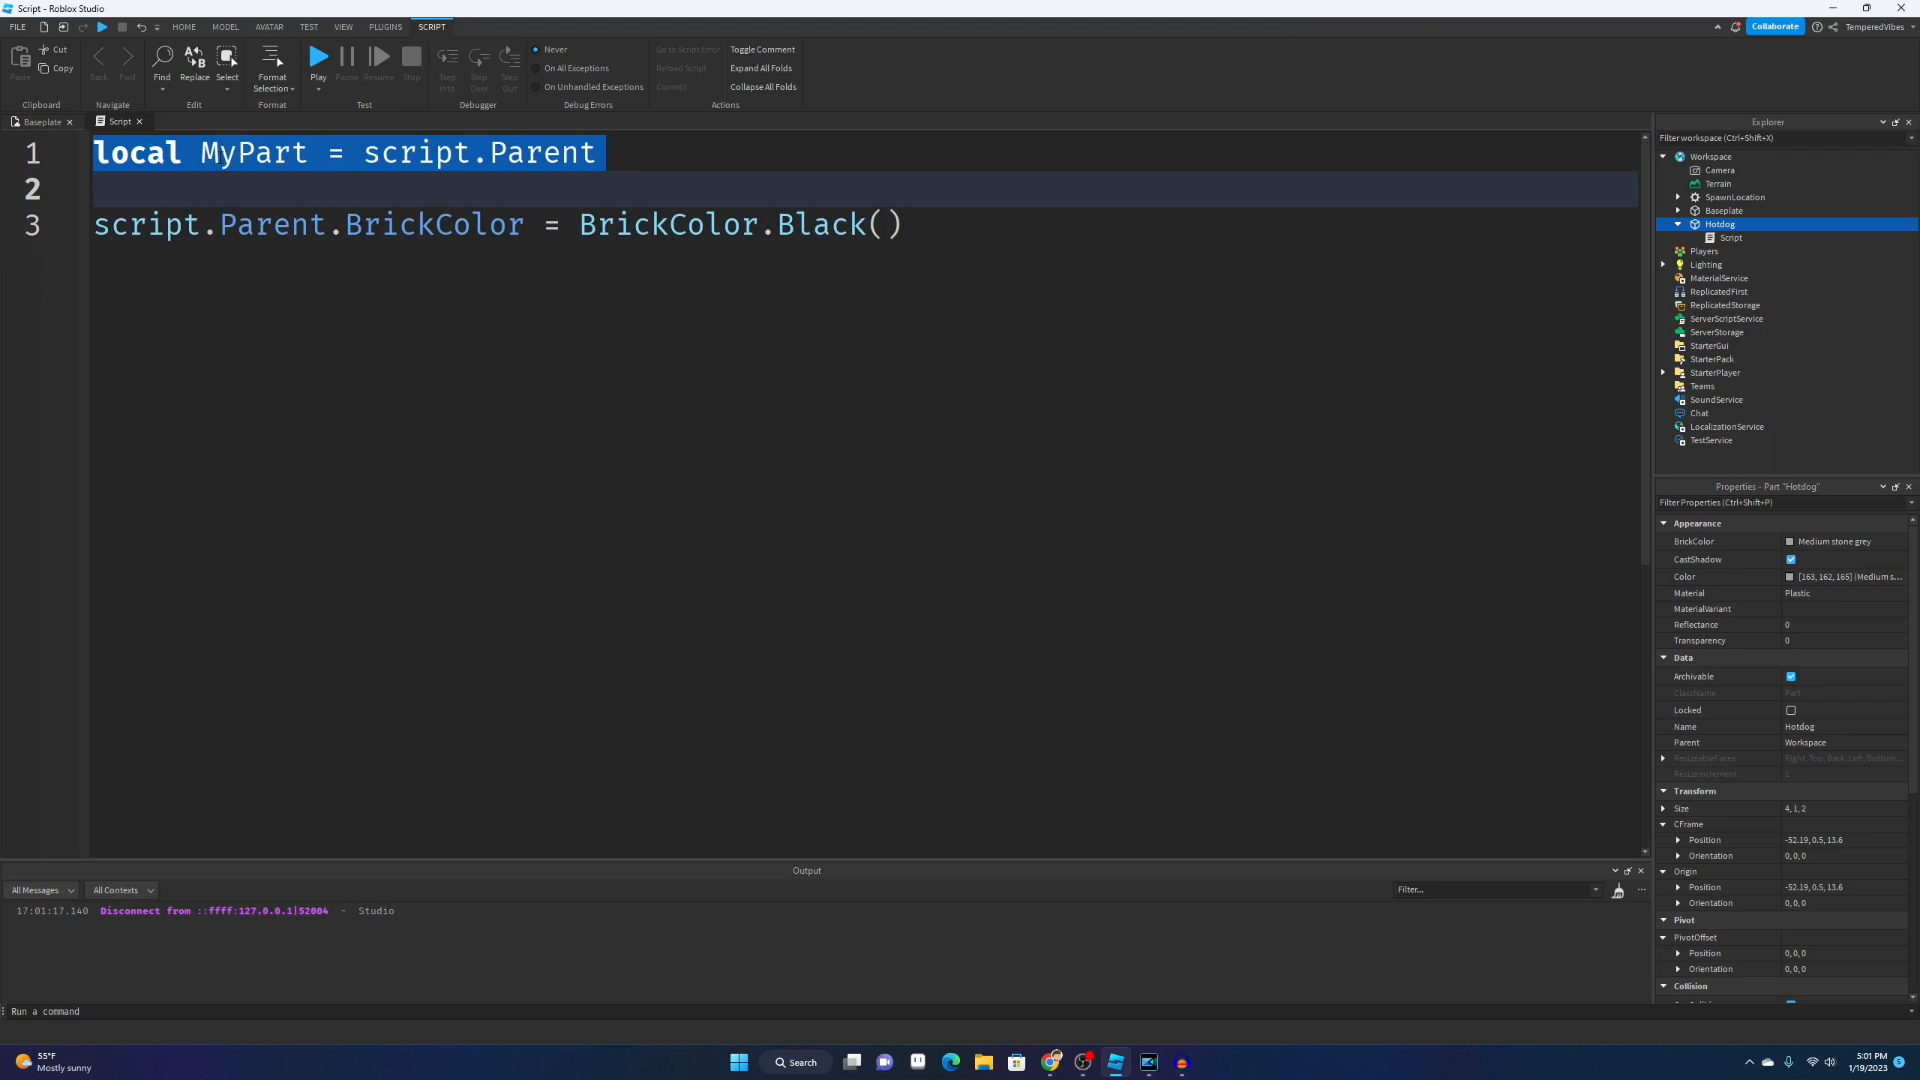 Script - Roblox Studio
FILE HOME MODEL AVATAR TEST VIEW PLUGINS SCRIPT Collaborate TemperedVibes
Paste Cut Copy Back Fwd Find Replace Select Format Selection Play Pause Resume Stop Step Into Step Over Step Out
Never Go to Script Error Toggle Comment
On All Exceptions Reload Script Expand All Folds
On Unhandled Exceptions Commit Collapse All Folds
Clipboard Navigate Edit Format Test Debugger Debug Errors Actions
Baseplate Script
1 local MyPart = script.Parent
2
3 script.Parent.BrickColor = BrickColor.Black()
Explorer
Filter workspace (Ctrl+Shift+X)
Workspace
Camera
Terrain
SpawnLocation
Baseplate
Hotdog
Script
Players
Lighting
MaterialService
ReplicatedFirst
ReplicatedStorage
ServerScriptService
ServerStorage
StarterGui
StarterPack
StarterPlayer
Teams
SoundService
Chat
LocalizationService
TestService
Properties - Part "Hotdog"
Filter Properties (Ctrl+Shift+P)
Appearance
BrickColor Medium stone grey
CastShadow
Color [163, 162, 165] (Medium s...
Material Plastic
MaterialVariant
Reflectance 0
Transparency 0
Data
Archivable
ClassName Part
Locked
Name Hotdog
Parent Workspace
ResizeableFaces Right, Top, Back, Left, Bottom...
ResizeIncrement 1
Transform
Size 4, 1, 2
CFrame
Position -52.19, 0.5, 13.6
Orientation 0, 0, 0
Origin
Position -52.19, 0.5, 13.6
Orientation 0, 0, 0
Pivot
PivotOffset
Position 0, 0, 0
Orientation 0, 0, 0
Collision
Output
All Messages All Contexts Filter...
17:01:17.140 Disconnect from ::ffff:127.0.0.1|52004 - Studio
Run a command
55°F
Mostly sunny
Search
5:01 PM
1/19/2023
5